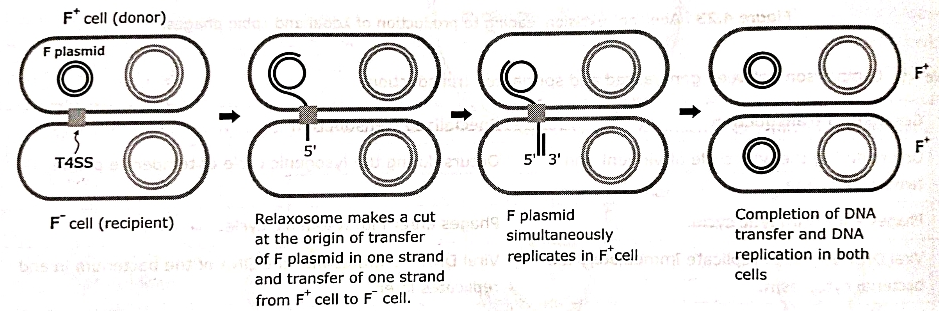 F⁺ cell (donor)
F plasmid
T4SS
F⁻ cell (recipient)
5'
Relaxosome makes a cut
at the origin of transfer
of F plasmid in one strand
and transfer of one strand
from F⁺ cell to F⁻ cell.
5' 3'
F plasmid
simultaneously
replicates in F⁺cell
F⁺
F⁺
Completion of DNA
transfer and DNA
replication in both
cells